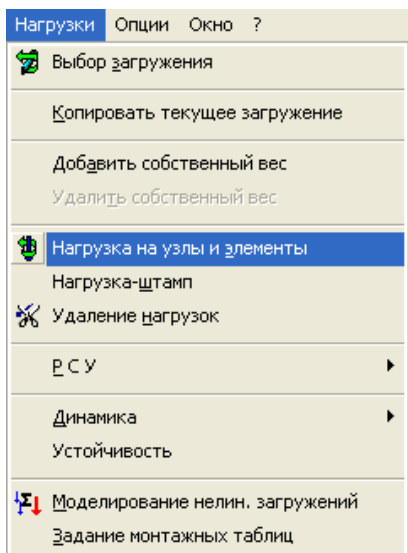 Нагрузки Опции Окно ?
Выбор загружения
Копировать текущее загружение
Добавить собственный вес
Удалить собственный вес
Нагрузка на узлы и элементы
Нагрузка-штамп
Удаление нагрузок
Р С У
Динамика
Устойчивость
Моделирование нелин. загружений
Задание монтажных таблиц